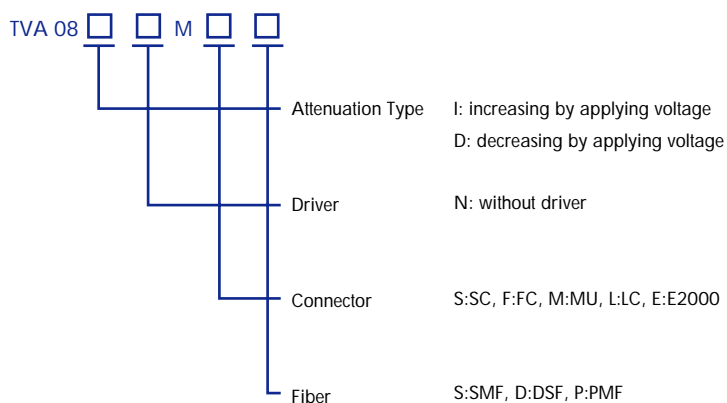 TVA 08 M
Attenuation Type I: increasing by applying voltage
D: decreasing by applying voltage
Driver N: without driver
Connector S:SC, F:FC, M:MU, L:LC, E:E2000
Fiber S:SMF, D:DSF, P:PMF